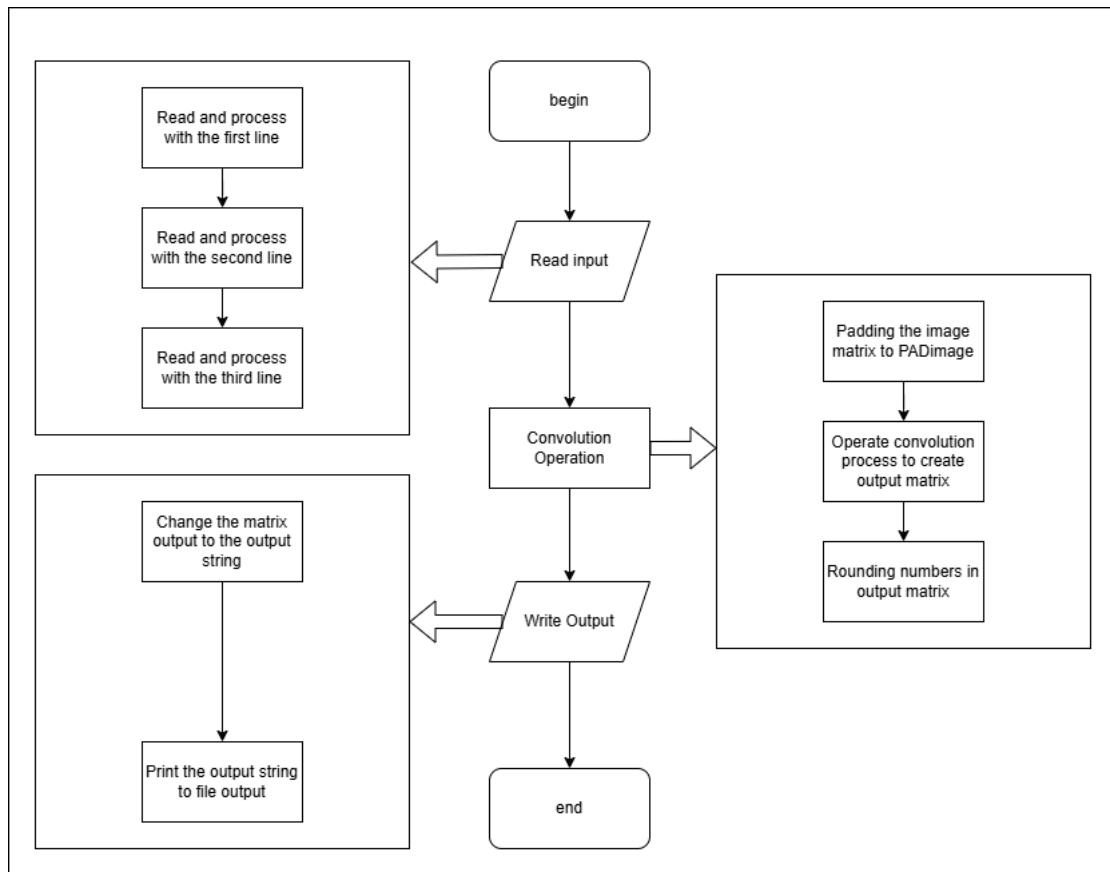 begin
Read input
Read and process
with the first line
Read and process
with the second line
Read and process
with the third line
Convolution
Operation
Padding the image
matrix to PADimage
Operate convolution
process to create
output matrix
Rounding numbers in
output matrix
Write Output
Change the matrix
output to the output
string
Print the output string
to file output
end